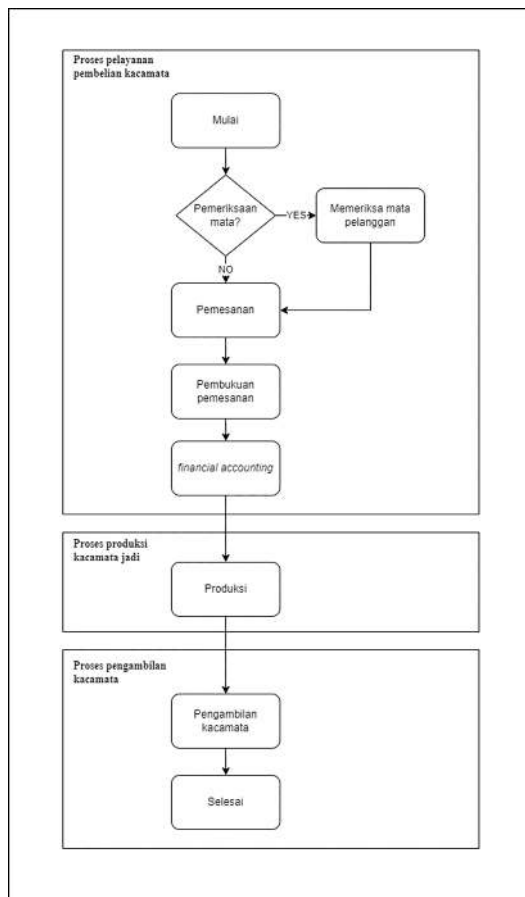 Proses pelayanan
pembelian kacamata
Mulai
Pemeriksaan
mata?
YES
Memeriksa mata
pelanggan
NO
Pemesanan
Pembukuan
pemesanan
financial accounting
Proses produksi
kacamata jadi
Produksi
Proses pengambilan
kacamata
Pengambilan
kacamata
Selesai